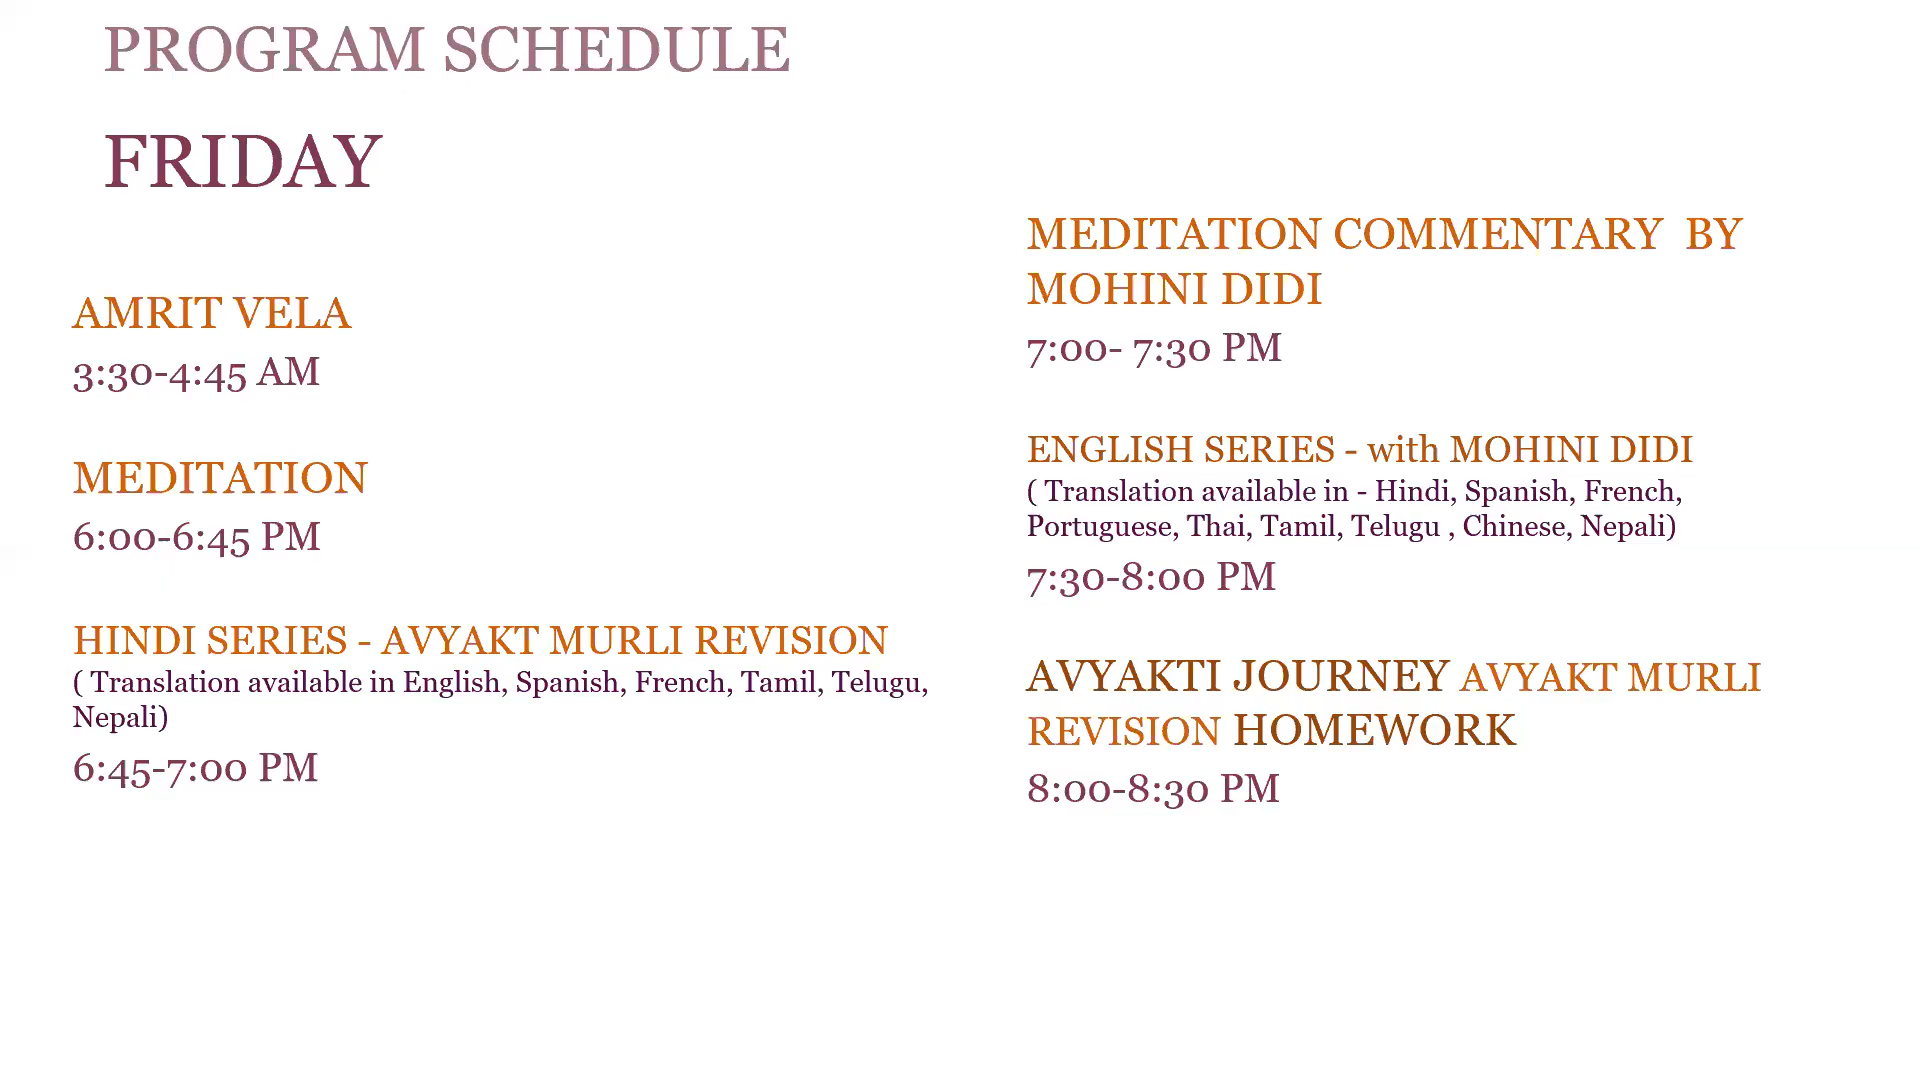 PROGRAM SCHEDULE
FRIDAY
AMRIT VELA
3:30-4:45 AM
MEDITATION
6:00-6:45 PM
HINDI SERIES - AVYAKT MURLI REVISION
( Translation available in English, Spanish, French, Tamil, Telugu,
Nepali)
6:45-7:00 PM
MEDITATION COMMENTARY  BY
MOHINI DIDI
7:00- 7:30 PM
ENGLISH SERIES - with MOHINI DIDI
( Translation available in - Hindi, Spanish, French,
Portuguese, Thai, Tamil, Telugu , Chinese, Nepali)
7:30-8:00 PM
AVYAKTI JOURNEY AVYAKT MURLI
REVISION HOMEWORK
8:00-8:30 PM